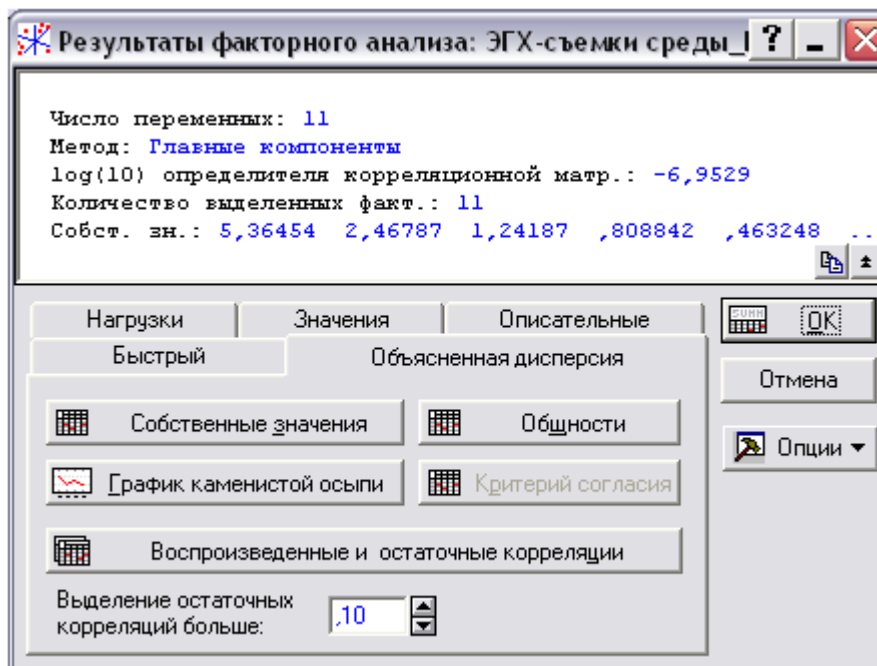 Результаты факторного анализа: ЭГХ-съемки среды_
Число переменных: 11
Метод: Главные компоненты
log(10) определителя корреляционной матр.: -6,9529
Количество выделенных факт.: 11
Собст. зн.: 5,36454 2,46787 1,24187 ,808842 ,463248 ..
Нагрузки Значения Описательные
Быстрый Объясненная дисперсия
OK
Отмена
Опции
Собственные значения Общности
График каменистой осыпи Критерий согласия
Воспроизведенные и остаточные корреляции
Выделение остаточных
корреляций больше: ,10